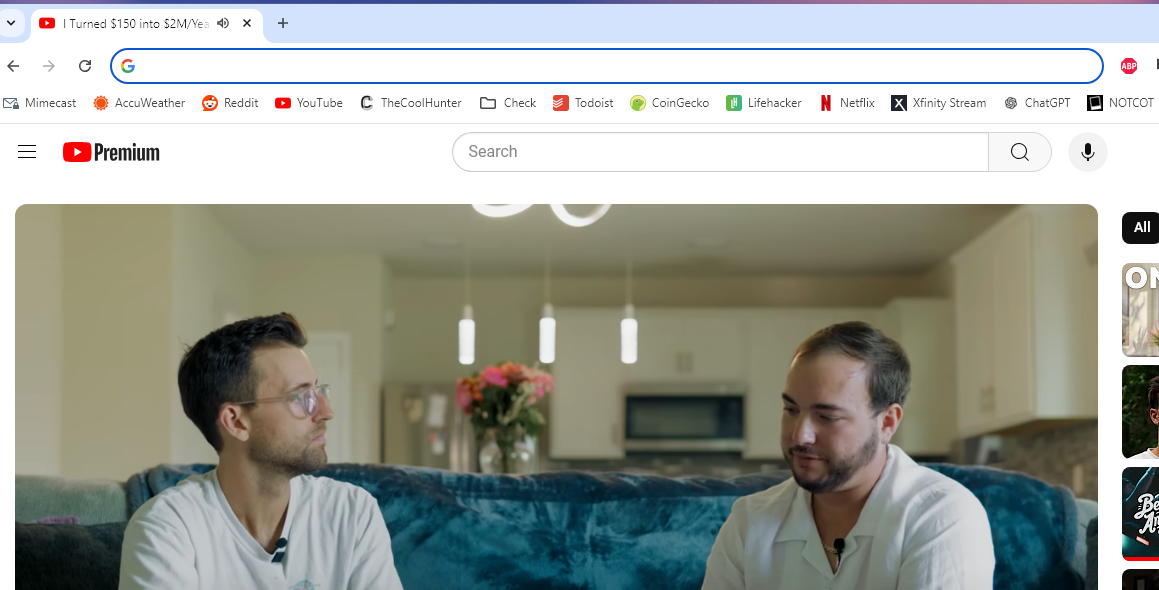 I Turned $150 into $2M/Yea
ABP
Mimecast AccuWeather Reddit YouTube TheCoolHunter Check Todoist CoinGecko Lifehacker Netflix Xfinity Stream ChatGPT NOTCOT
Premium Search
All
ON